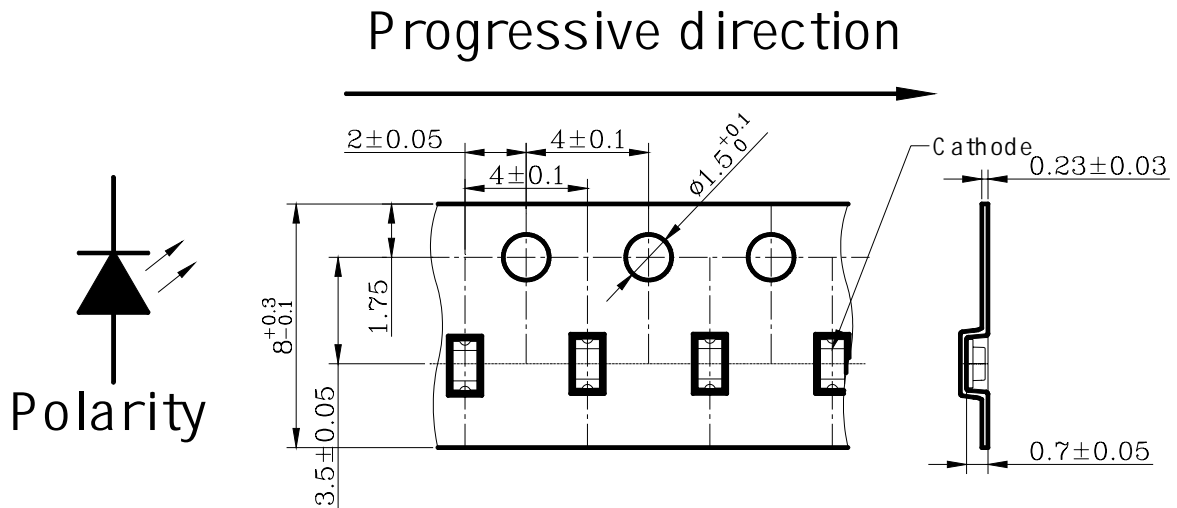 Progressive direction
2±0.05
4±0.1
4±0.1
ø1.5 +0.1 0
Cathode
0.23±0.03
1.75
8 +0.3 -0.1
3.5±0.05
Polarity
0.7±0.05